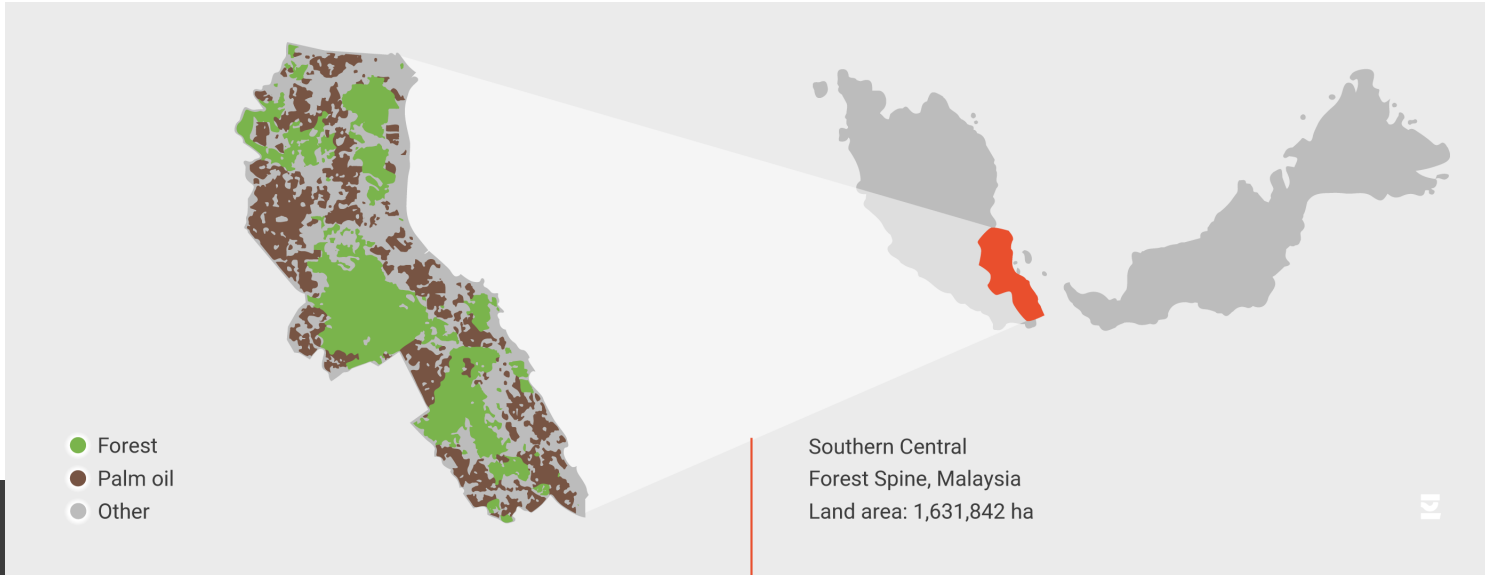 Forest
Palm oil
Other
Southern Central
Forest Spine, Malaysia
Land area: 1,631,842 ha